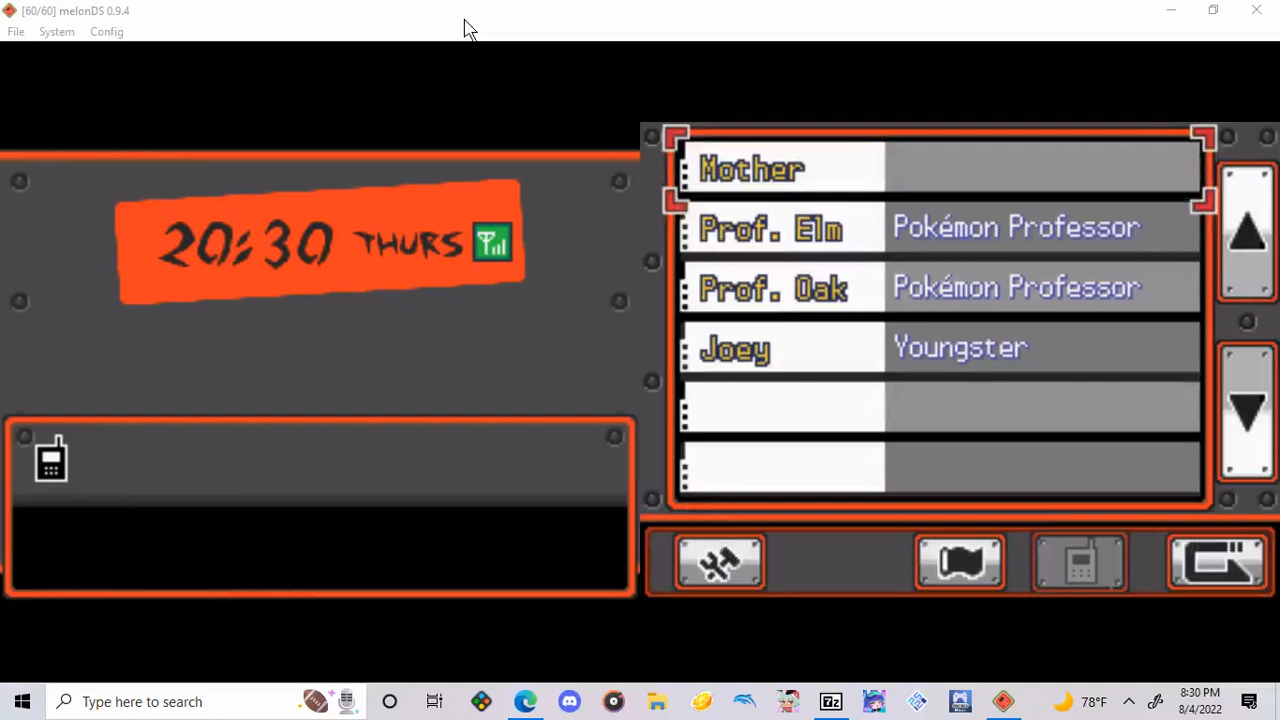 [60/60] melonDS 0.9.4
File System Config
20:30 THURS
Mother
Prof. Elm Pokémon Professor
Prof. Oak Pokémon Professor
Joey Youngster
Type here to search
7z
78°F
8:30 PM
8/4/2022